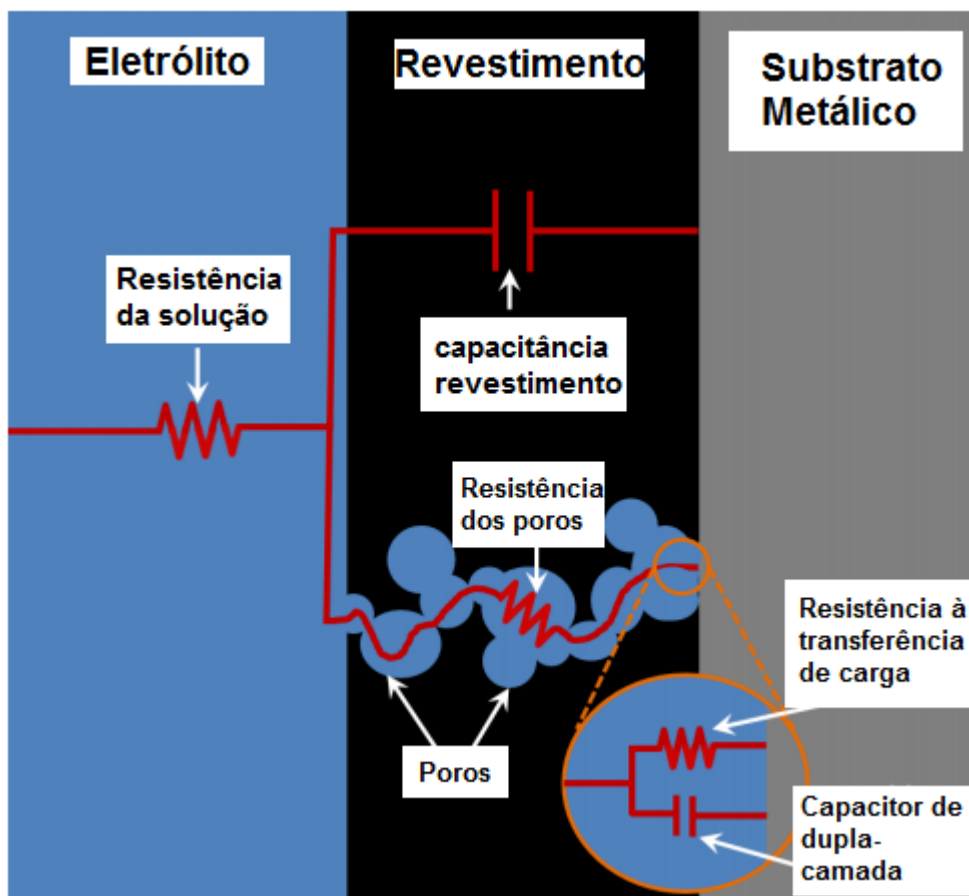 Eletrólito
Revestimento
Substrato
Metálico
Resistência
da solução
capacitância
revestimento
Resistência
dos poros
Resistência à
transferência
de carga
Poros
Capacitor de
dupla-
camada